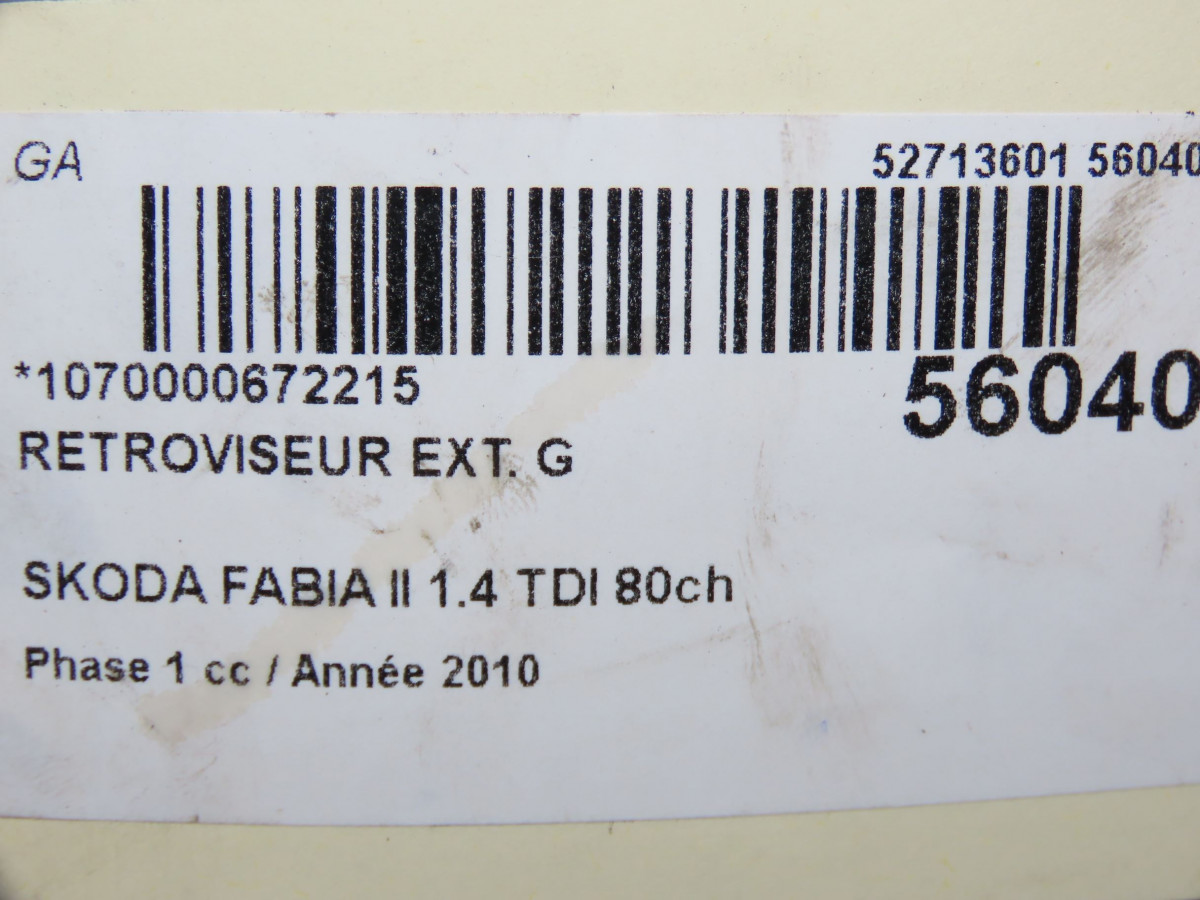 GA
52713601 56040
*1070000672215
56040
RETROVISEUR EXT. G
SKODA FABIA II 1.4 TDI 80ch
Phase 1 cc / Année 2010